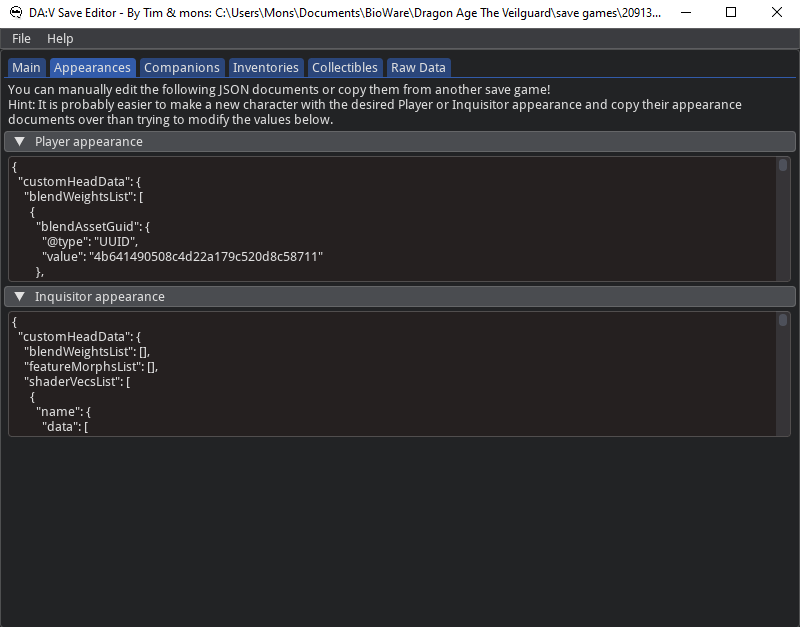 DA:V Save Editor - By Tim & mons: C:\Users\Mons\Documents\BioWare\Dragon Age The Veilguard\save games\20913...
File Help
Main Appearances Companions Inventories Collectibles Raw Data
You can manually edit the following JSON documents or copy them from another save game!
Hint: It is probably easier to make a new character with the desired Player or Inquisitor appearance and copy their appearance
documents over than trying to modify the values below.
▼ Player appearance
{
"customHeadData": {
"blendWeightsList": [
{
"blendAssetGuid": {
"@type": "UUID",
"value": "4b641490508c4d22a179c520d8c58711"
},
▼ Inquisitor appearance
{
"customHeadData": {
"blendWeightsList": [],
"featureMorphsList": [],
"shaderVecsList": [
{
"name": {
"data": [